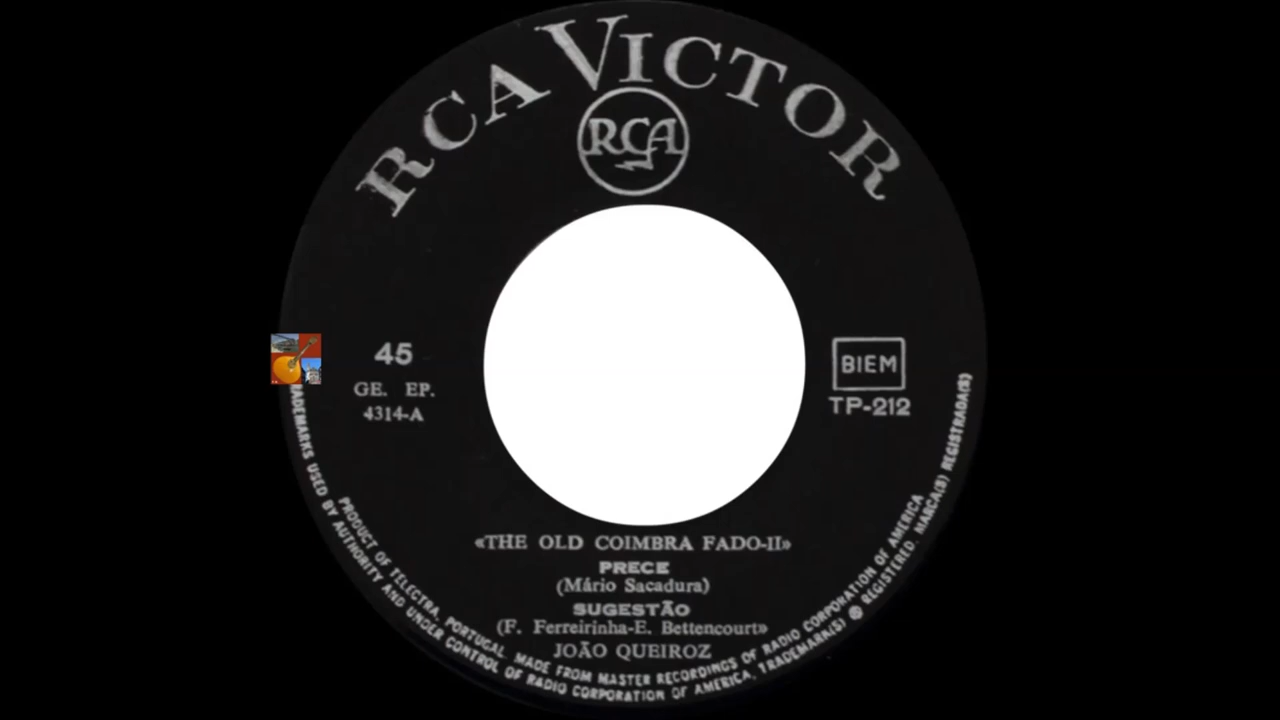 RCA VICTOR
RCA
45
GE. EP.
4314-A
BIEM
TP-212
«THE OLD COIMBRA FADO-II»
PRECE
(Mário Sacadura)
SUGESTÃO
(F. Ferreirinha-E. Bettencourt»
JOÃO QUEIROZ
PRODUCT OF TELECTRA, PORTUGAL. MADE FROM MASTER RECORDINGS OF RADIO CORPORATION OF AMERICA
RADEMARKS USED BY AUTHORITY AND UNDER CONTROL OF RADIO CORPORATION OF AMERICA, TRADEMARK(S) ® REGISTERED. MARCA(S) REGISTRADA(S)